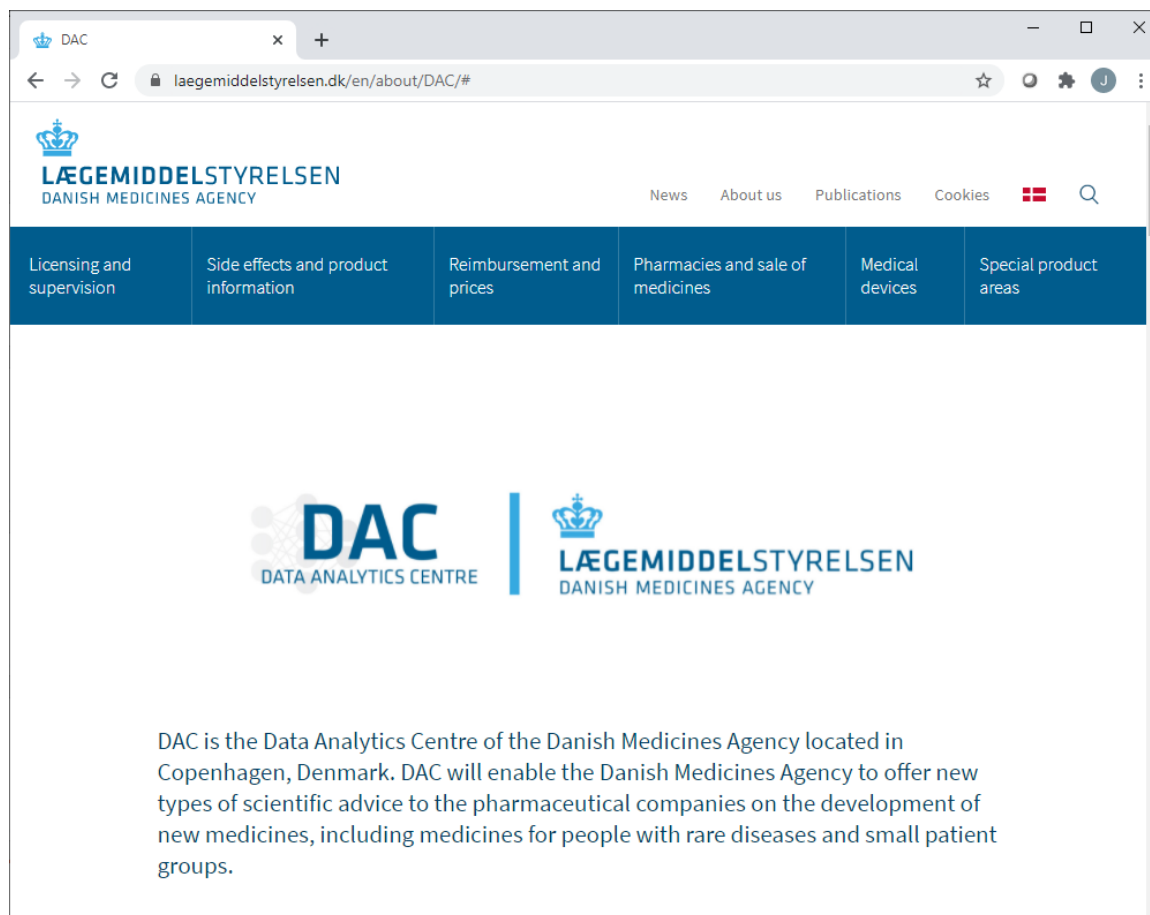 DAC
laegemiddelstyrelsen.dk/en/about/DAC/#
J
LÆGEMIDDELSTYRELSEN
DANISH MEDICINES AGENCY
News About us Publications Cookies
Licensing and
supervision
Side effects and product
information
Reimbursement and
prices
Pharmacies and sale of
medicines
Medical
devices
Special product
areas
DAC
DATA ANALYTICS CENTRE
LÆGEMIDDELSTYRELSEN
DANISH MEDICINES AGENCY
DAC is the Data Analytics Centre of the Danish Medicines Agency located in
Copenhagen, Denmark. DAC will enable the Danish Medicines Agency to offer new
types of scientific advice to the pharmaceutical companies on the development of
new medicines, including medicines for people with rare diseases and small patient
groups.